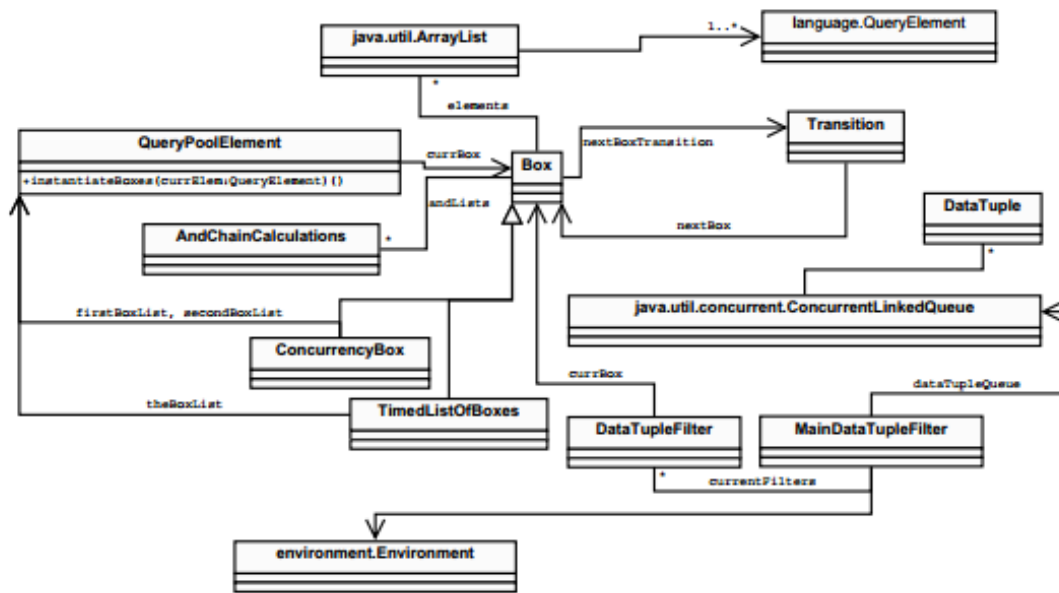 java.util.ArrayList
1..*
language.QueryElement
*
elements
QueryPoolElement
+instantiateBoxes(currElem:QueryElement)()
currBox
Box
nextBoxTransition
Transition
andLists
AndChainCalculations
*
nextBox
DataTuple
*
firstBoxList, secondBoxList
java.util.concurrent.ConcurrentLinkedQueue
ConcurrencyBox
currBox
dataTupleQueue
theBoxList
TimedListOfBoxes
DataTupleFilter
MainDataTupleFilter
*
currentFilters
environment.Environment